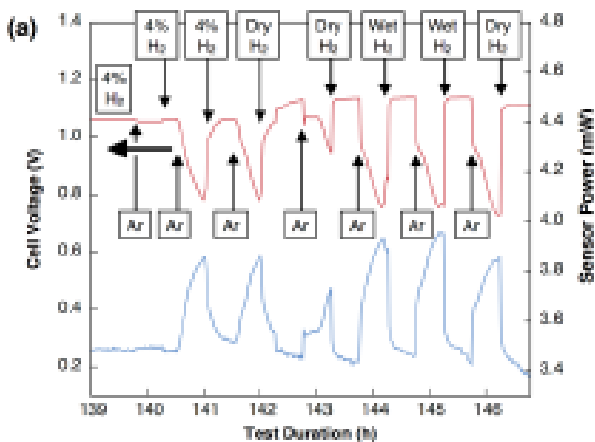 (a)
1.4
1.2
1.0
0.8
0.6
0.4
0.2
Cell Voltage (V)
4%
H₂
4%
H₂
4%
H₂
Dry
H₂
Dry
H₂
Wet
H₂
Wet
H₂
Dry
H₂
Ar
Ar
Ar
Ar
Ar
Ar
Ar
4.8
4.6
4.4
4.2
4.0
3.8
3.6
3.4
Sensor Power (mW)
139
140
141
142
143
144
145
146
Test Duration (h)